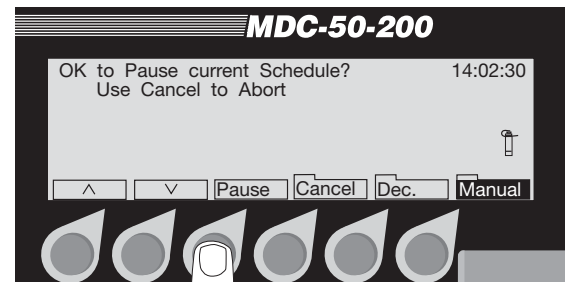 MDC-50-200
OK to Pause current Schedule? 14:02:30
Use Cancel to Abort
Pause Cancel Dec. Manual